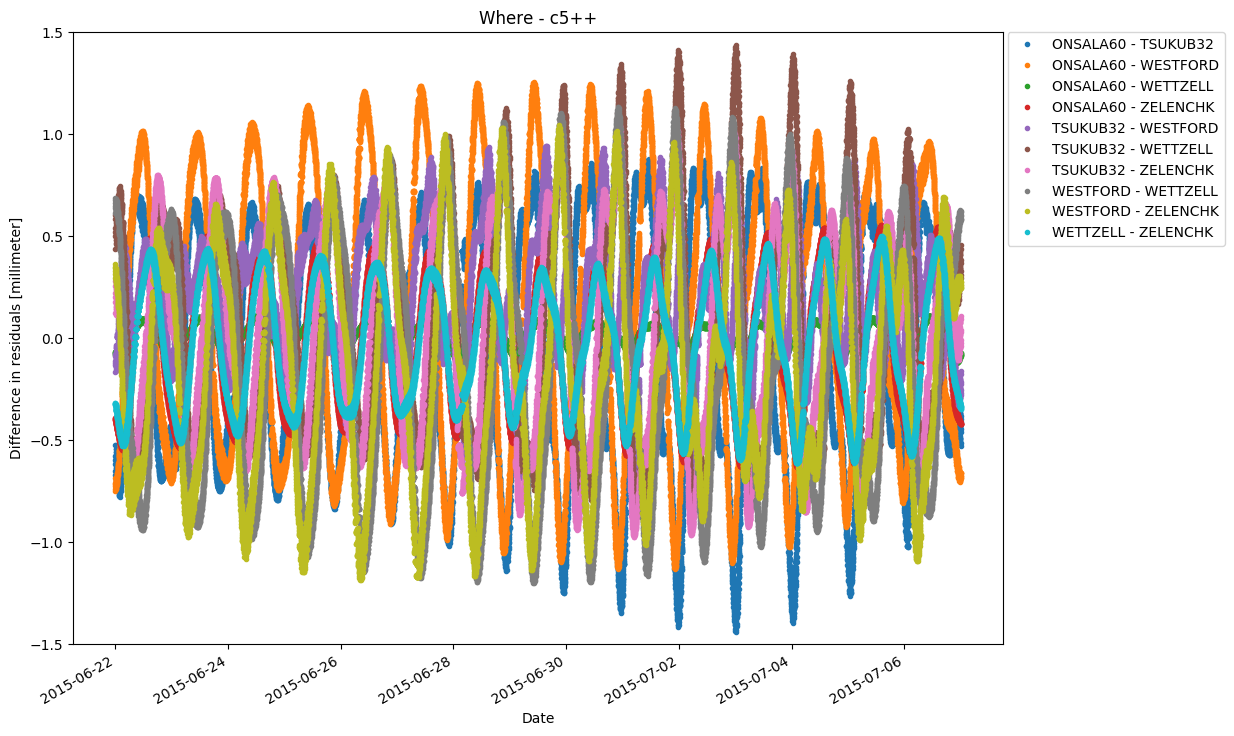 Where - c5++
Difference in residuals [millimeter]
1.5
1.0
0.5
0.0
−0.5
−1.0
−1.5
2015-06-22
2015-06-24
2015-06-26
2015-06-28
2015-06-30
2015-07-02
2015-07-04
2015-07-06
Date
ONSALA60 - TSUKUB32
ONSALA60 - WESTFORD
ONSALA60 - WETTZELL
ONSALA60 - ZELENCHK
TSUKUB32 - WESTFORD
TSUKUB32 - WETTZELL
TSUKUB32 - ZELENCHK
WESTFORD - WETTZELL
WESTFORD - ZELENCHK
WETTZELL - ZELENCHK